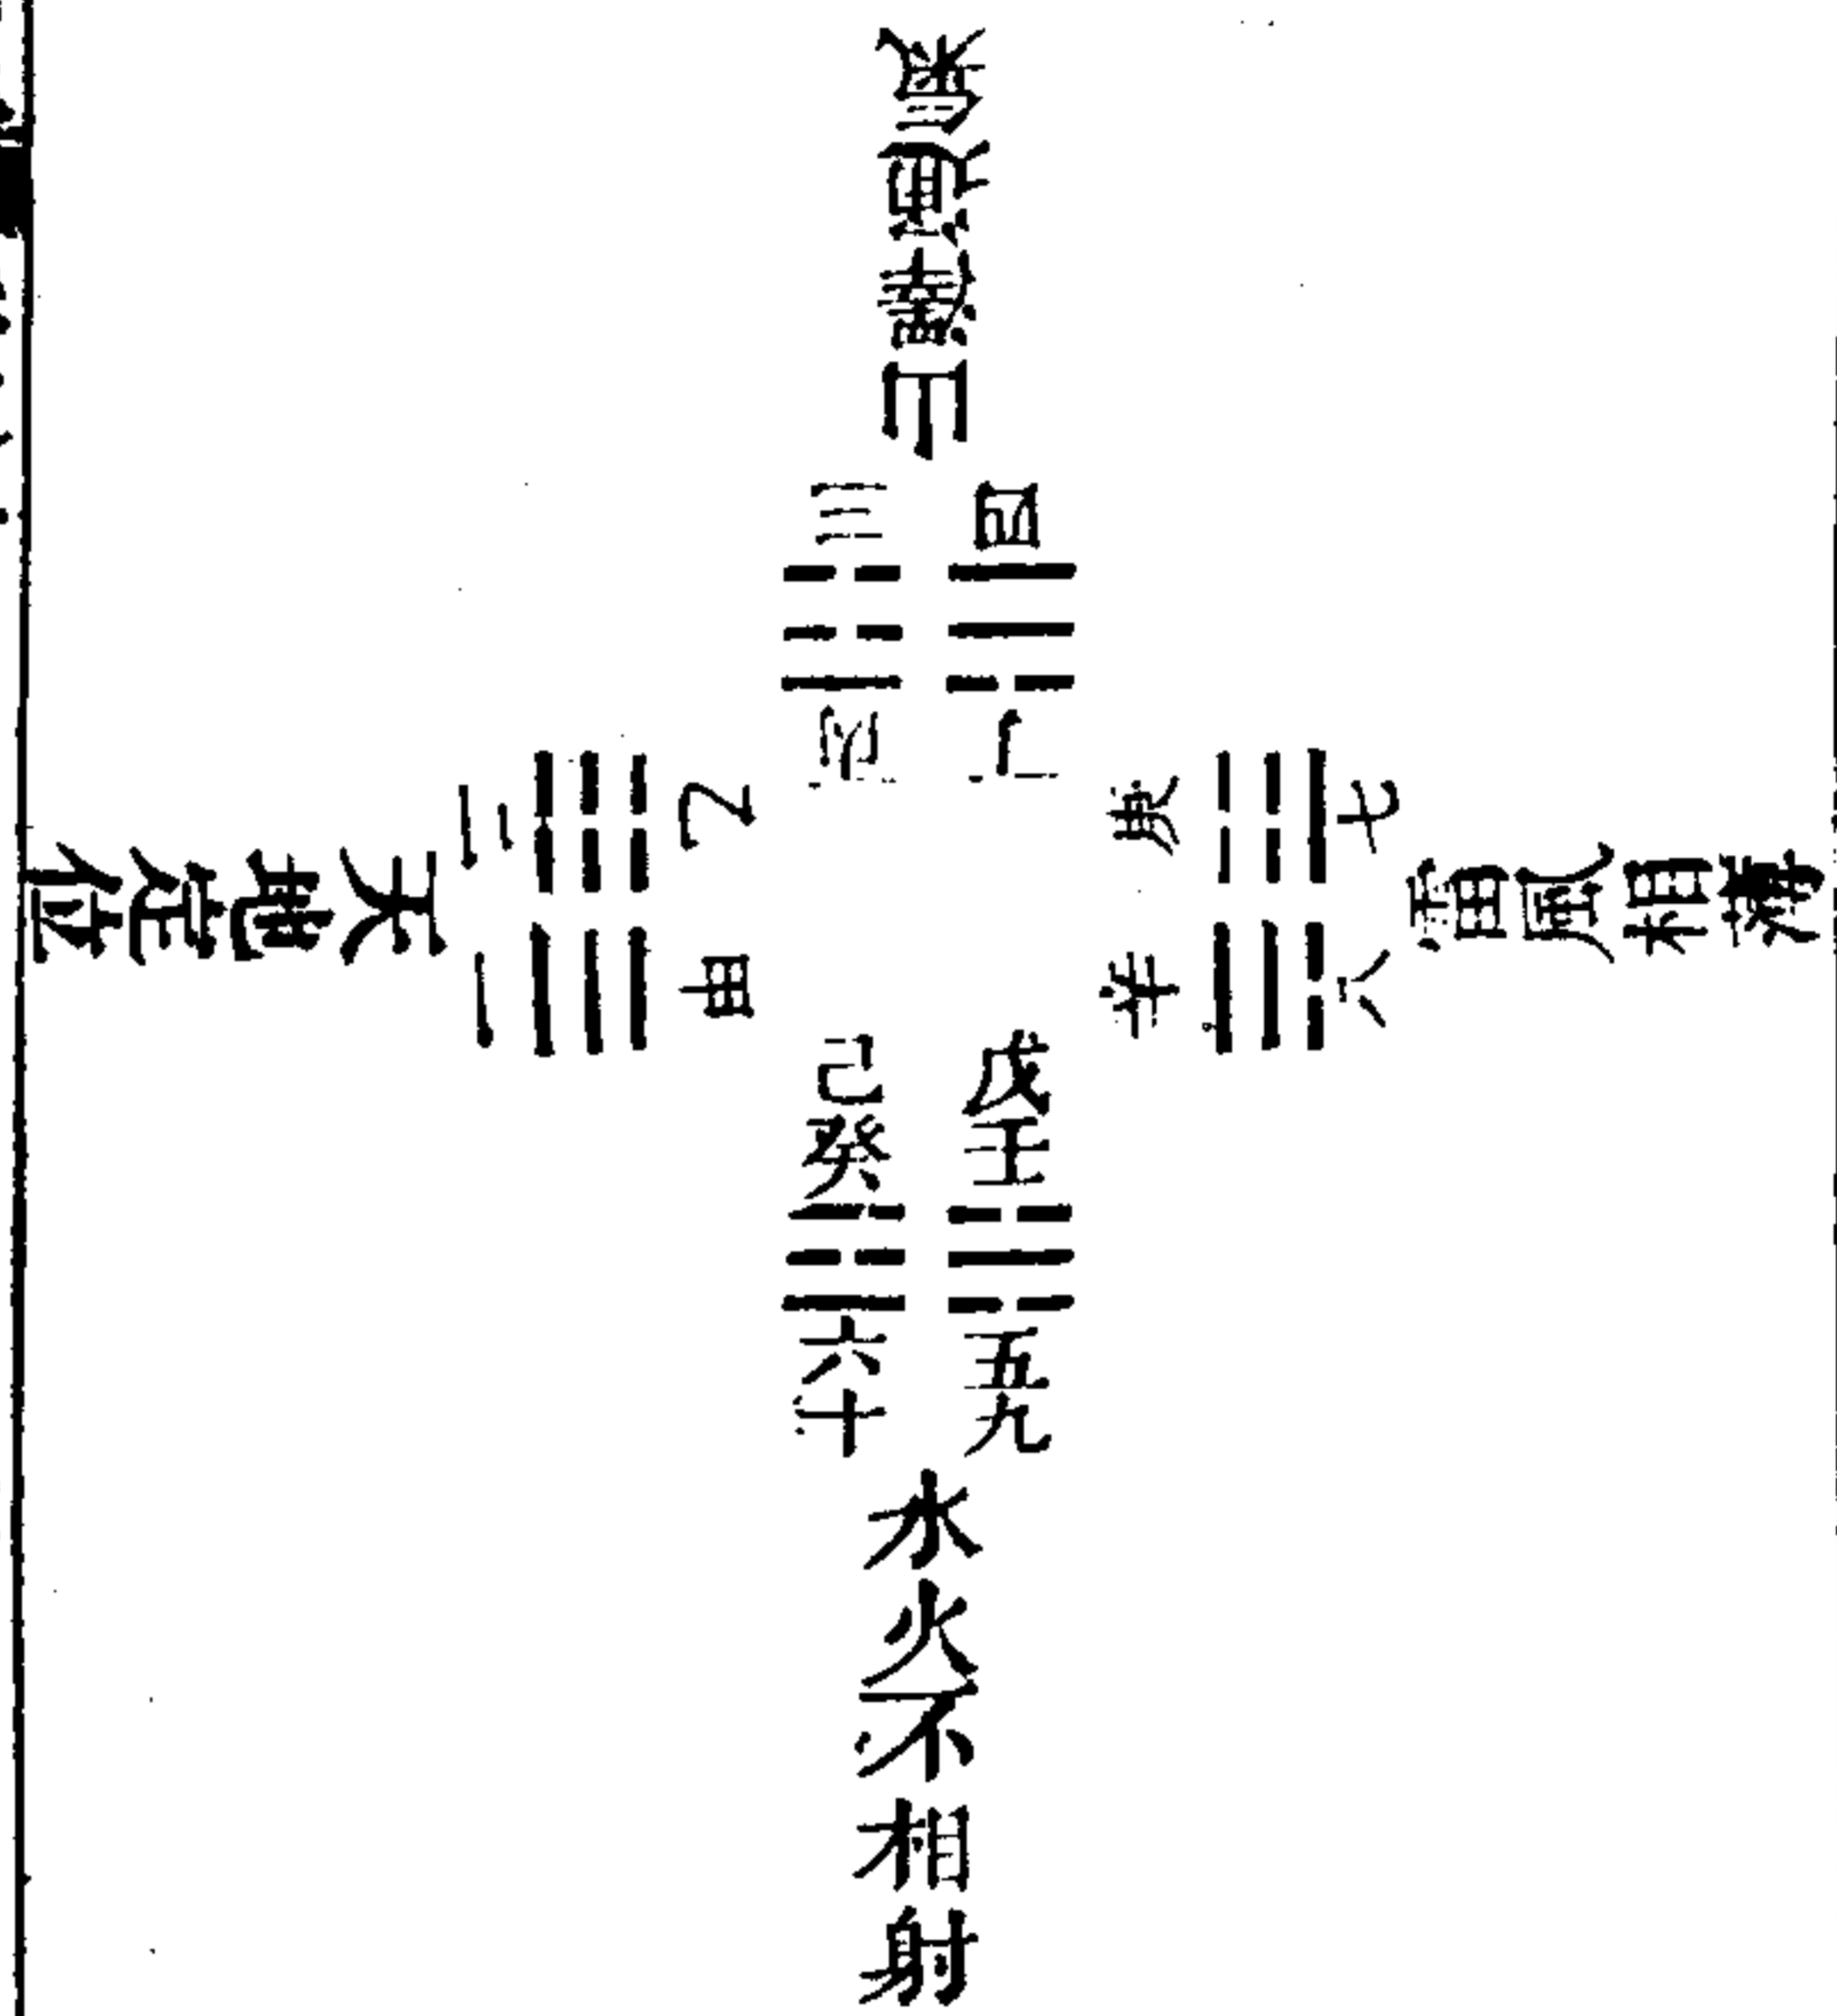 山澤通氣
三
四
丙
丁
天地定位
二
乙
一
甲
庚
七
辛
八
雷風相薄
戊壬
五九
己癸
六十
水火不相射